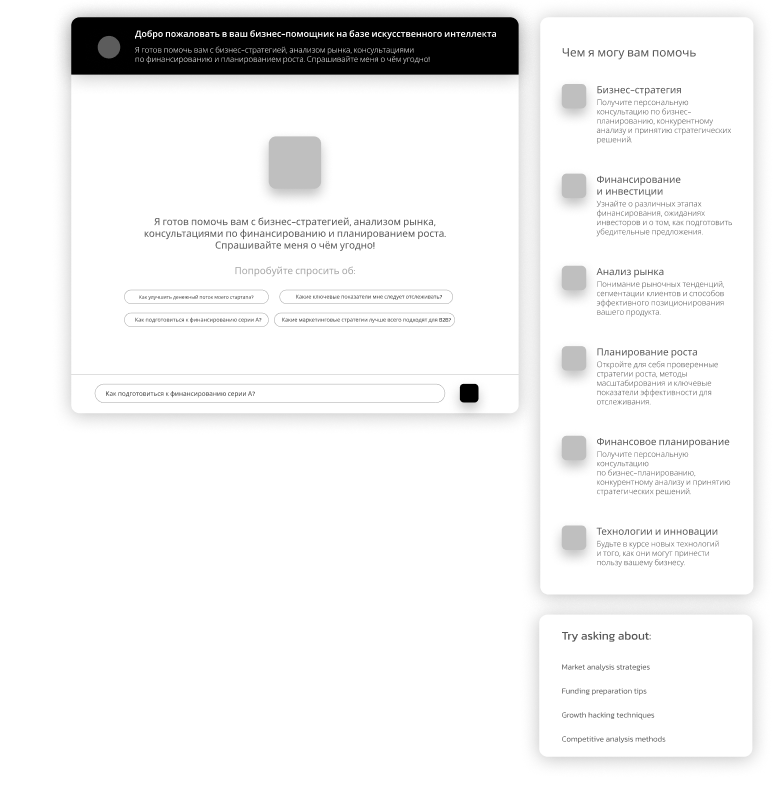 Добро пожаловать в ваш бизнес-помощник на базе искусственного интеллекта
Я готов помочь вам с бизнес-стратегией, анализом рынка, консультациями
по финансированию и планированием роста. Спрашивайте меня о чём угодно!
Я готов помочь вам с бизнес-стратегией, анализом рынка,
консультациями по финансированию и планированием роста.
Спрашивайте меня о чём угодно!
Попробуйте спросить об:
Как улучшить денежный поток моего стартапа?
Какие ключевые показатели мне следует отслеживать?
Как подготовиться к финансированию серии А?
Какие маркетинговые стратегии лучше всего подходят для B2B?
Как подготовиться к финансированию серии А?
Чем я могу вам помочь
Бизнес-стратегия
Получите персональную
консультацию по бизнес-
планированию, конкурентному
анализу и принятию стратегических
решений.
Финансирование
и инвестиции
Узнайте о различных этапах
финансирования, ожиданиях
инвесторов и о том, как подготовить
убедительные предложения.
Анализ рынка
Понимание рыночных тенденций,
сегментации клиентов и способов
эффективного позиционирования
вашего продукта.
Планирование роста
Откройте для себя проверенные
стратегии роста, методы
масштабирования и ключевые
показатели эффективности для
отслеживания.
Финансовое планирование
Получите персональную
консультацию
по бизнес-планированию,
конкурентному анализу и принятию
стратегических решений.
Технологии и инновации
Будьте в курсе новых технологий
и того, как они могут принести
пользу вашему бизнесу.
Try asking about:
Market analysis strategies
Funding preparation tips
Growth hacking techniques
Competitive analysis methods